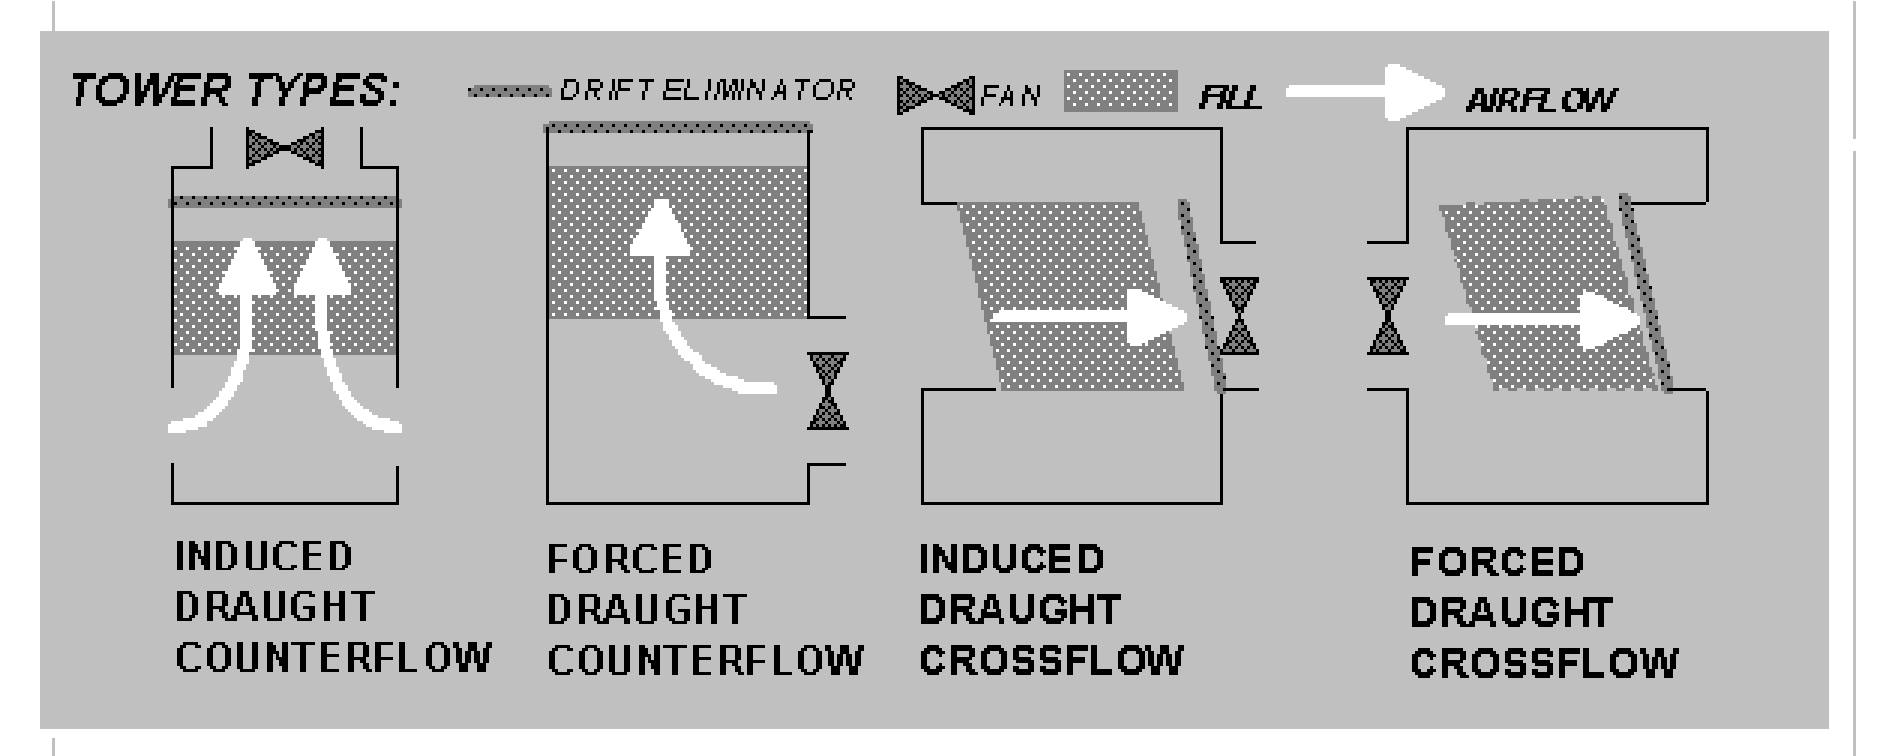 TOWER TYPES: DRIFT ELIMINATOR FAN FILL AIRFLOW
INDUCED
DRAUGHT
COUNTERFLOW
FORCED
DRAUGHT
COUNTERFLOW
INDUCED
DRAUGHT
CROSSFLOW
FORCED
DRAUGHT
CROSSFLOW